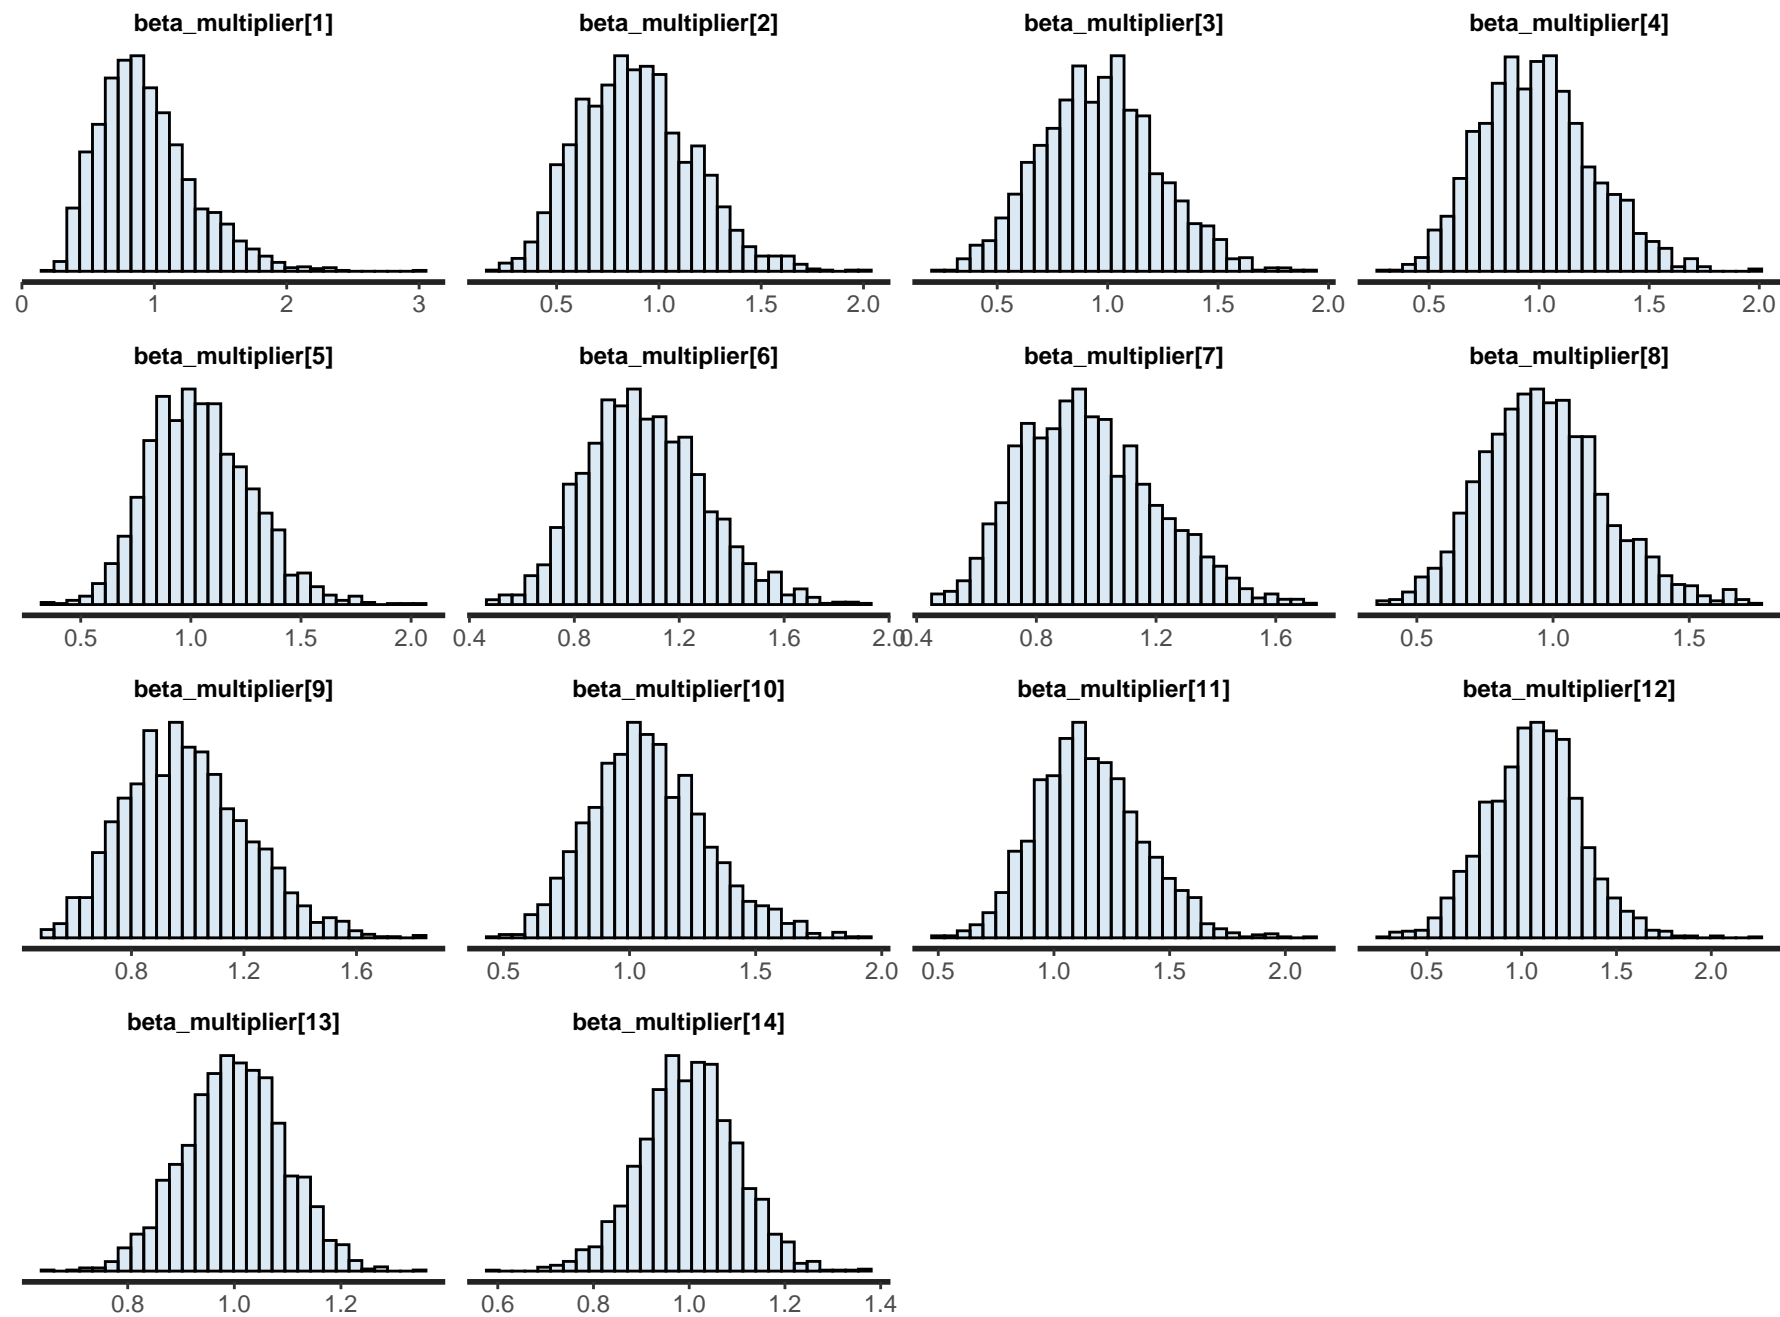 beta_multiplier[1] beta_multiplier[2] beta_multiplier[3] beta_multiplier[4]
0 1 2 3 0.5 1.0 1.5 2.0 0.5 1.0 1.5 2.0 0.5 1.0 1.5 2.0
beta_multiplier[5] beta_multiplier[6] beta_multiplier[7] beta_multiplier[8]
0.5 1.0 1.5 2.0 0.4 0.8 1.2 1.6 2.0 0.4 0.8 1.2 1.6 0.5 1.0 1.5
beta_multiplier[9] beta_multiplier[10] beta_multiplier[11] beta_multiplier[12]
0.8 1.2 1.6 0.5 1.0 1.5 2.0 0.5 1.0 1.5 2.0 0.5 1.0 1.5 2.0
beta_multiplier[13] beta_multiplier[14]
0.8 1.0 1.2 0.6 0.8 1.0 1.2 1.4